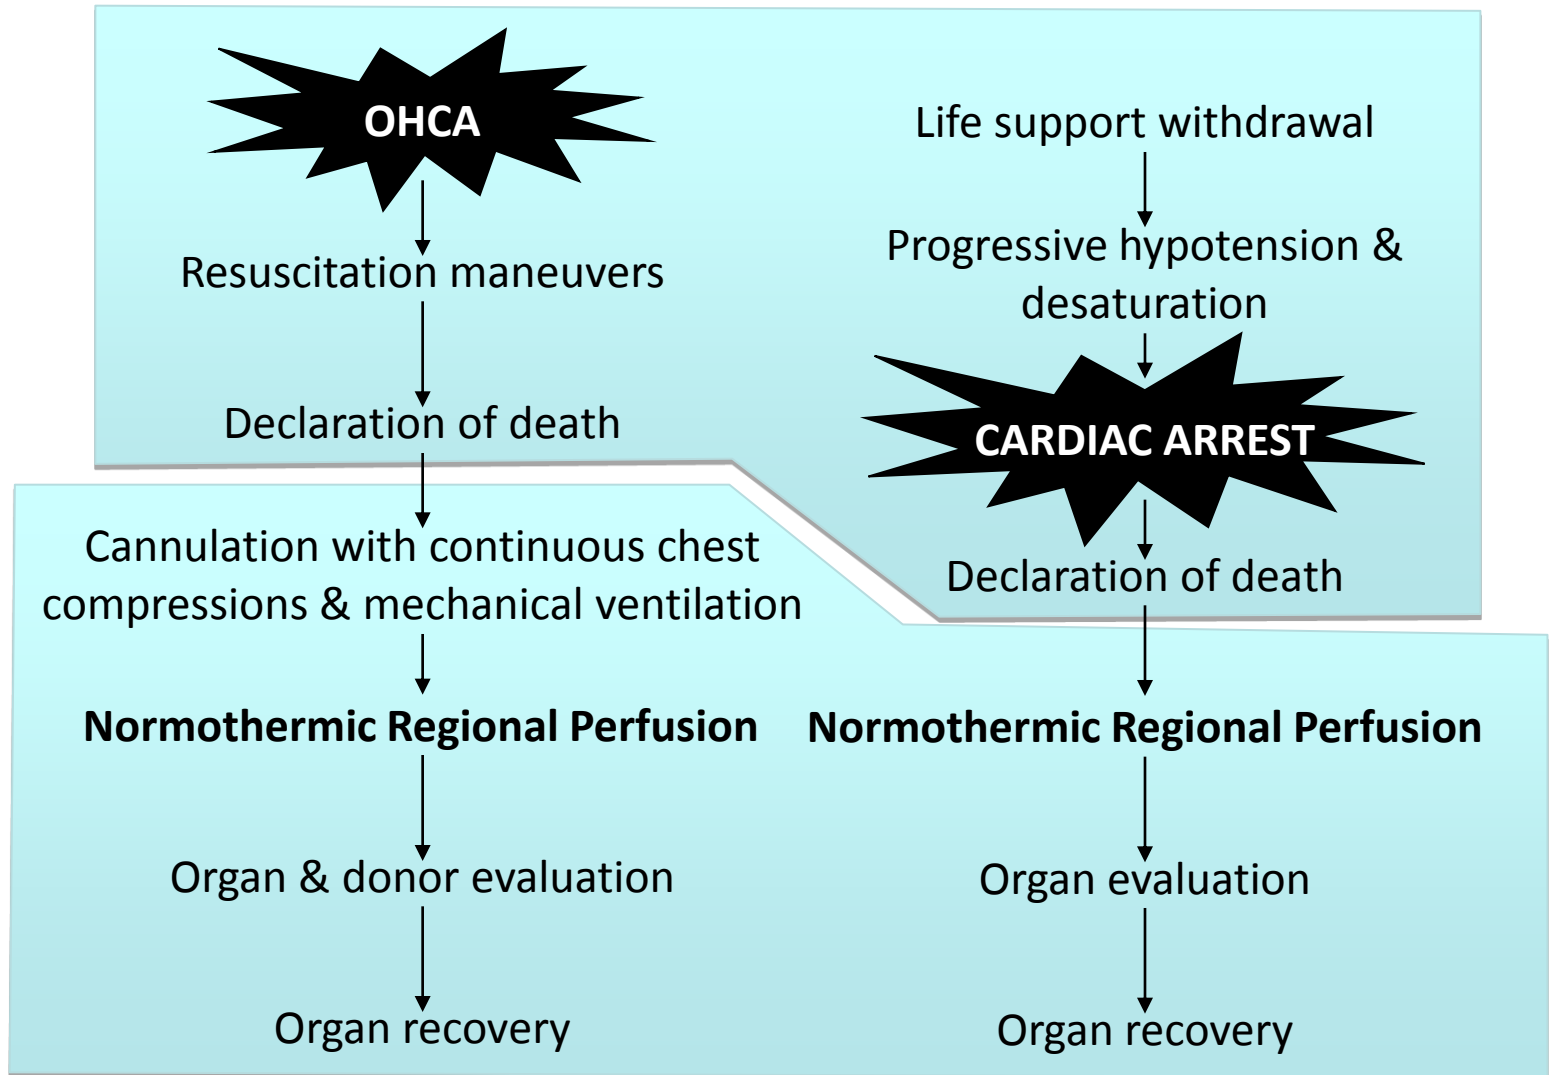 OHCA
Resuscitation maneuvers
Declaration of death
Cannulation with continuous chest
compressions & mechanical ventilation
Normothermic Regional Perfusion
Organ & donor evaluation
Organ recovery
Life support withdrawal
Progressive hypotension &
desaturation
CARDIAC ARREST
Declaration of death
Normothermic Regional Perfusion
Organ evaluation
Organ recovery